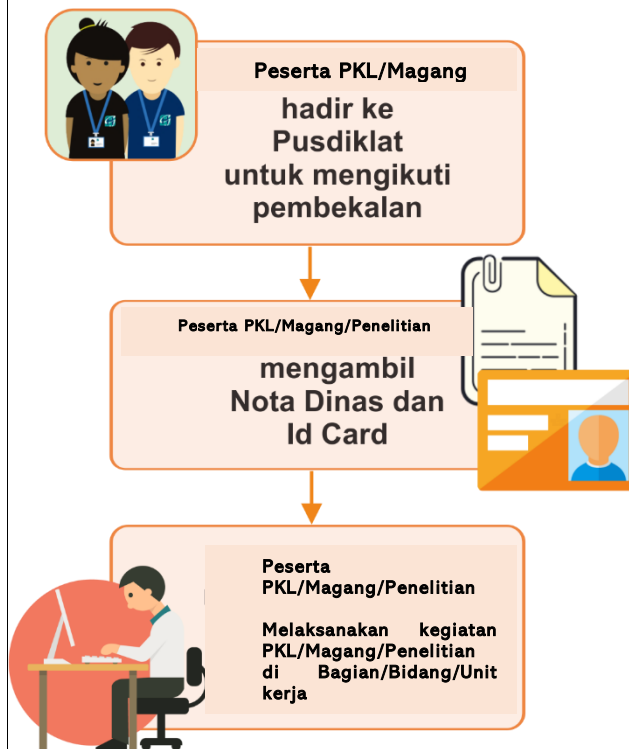 Peserta PKL/Magang
hadir ke
Pusdiklat
untuk mengikuti
pembekalan
Peserta PKL/Magang/Penelitian
mengambil
Nota Dinas dan
Id Card
Peserta
PKL/Magang/Penelitian
Melaksanakan kegiatan
PKL/Magang/Penelitian
di Bagian/Bidang/Unit
kerja